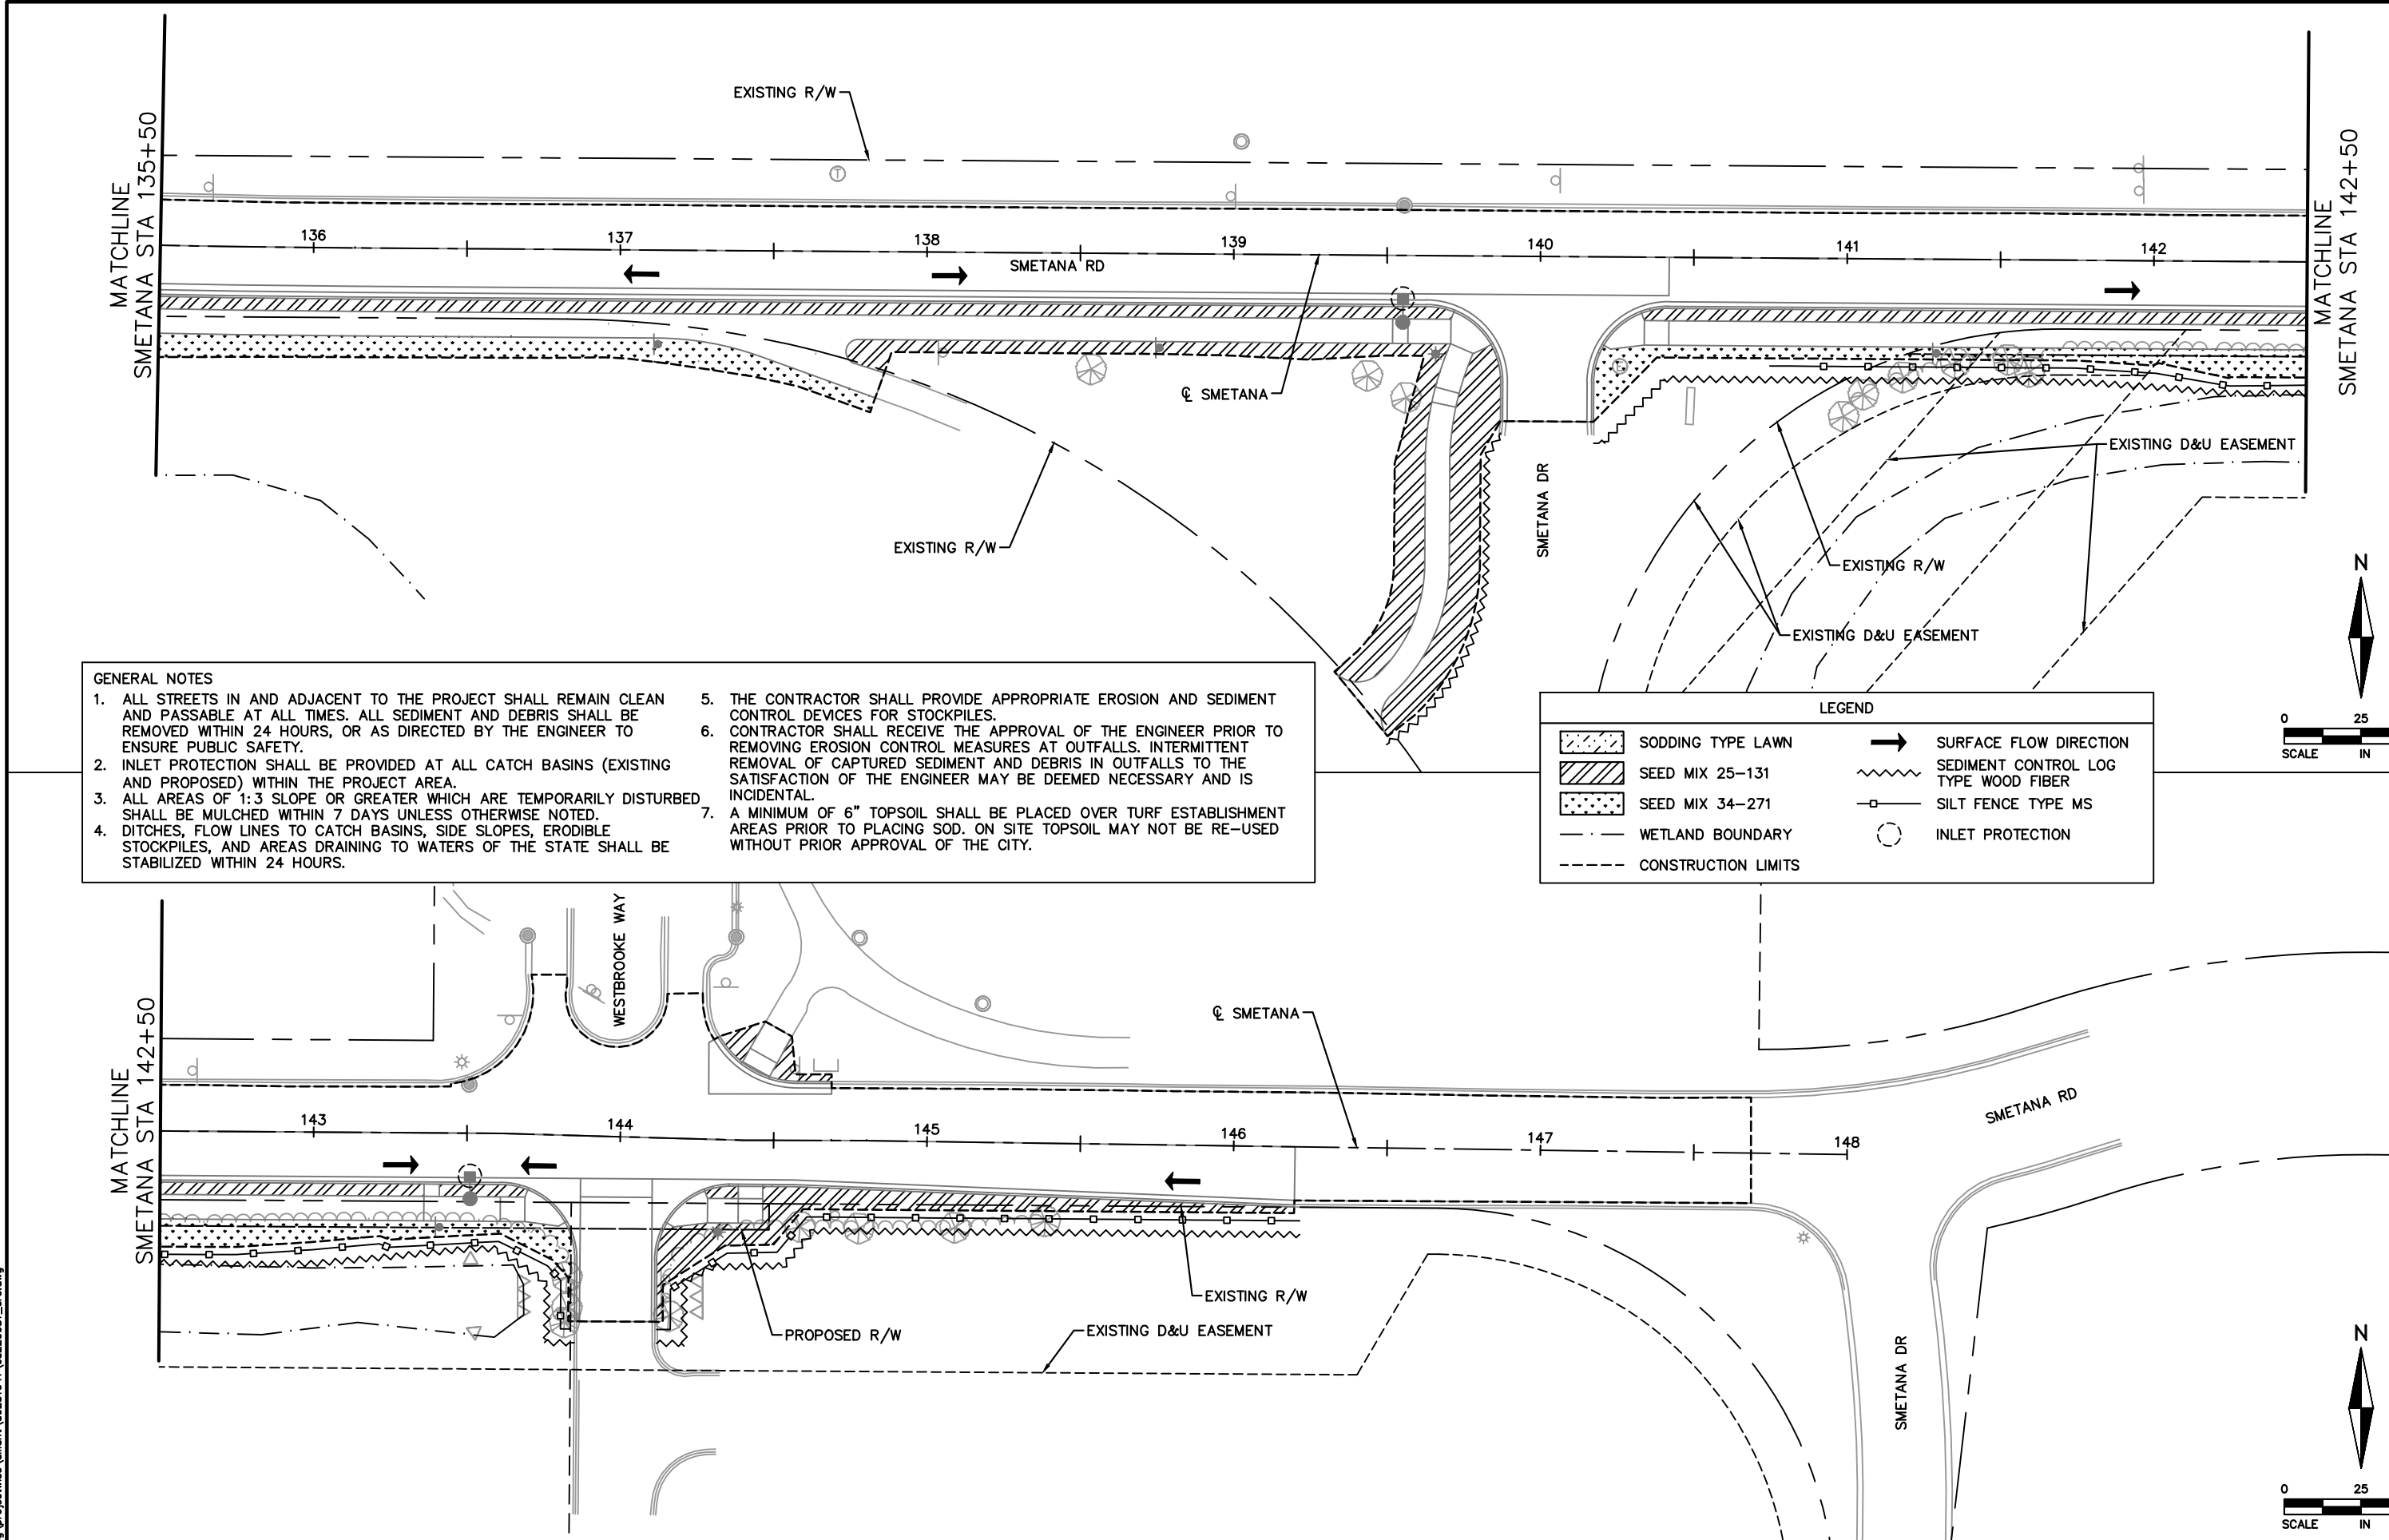 EXISTING R/W
MATCHLINE
SMETANA STA 135+50
136
137
138
139
140
141
142
SMETANA RD
MATCHLINE
SMETANA STA 142+50
℄ SMETANA
EXISTING D&U EASEMENT
SMETANA DR
EXISTING R/W
EXISTING R/W
EXISTING D&U EASEMENT
N
0 25
SCALE IN
GENERAL NOTES
1. ALL STREETS IN AND ADJACENT TO THE PROJECT SHALL REMAIN CLEAN
AND PASSABLE AT ALL TIMES. ALL SEDIMENT AND DEBRIS SHALL BE
REMOVED WITHIN 24 HOURS, OR AS DIRECTED BY THE ENGINEER TO
ENSURE PUBLIC SAFETY.
2. INLET PROTECTION SHALL BE PROVIDED AT ALL CATCH BASINS (EXISTING
AND PROPOSED) WITHIN THE PROJECT AREA.
3. ALL AREAS OF 1:3 SLOPE OR GREATER WHICH ARE TEMPORARILY DISTURBED
SHALL BE MULCHED WITHIN 7 DAYS UNLESS OTHERWISE NOTED.
4. DITCHES, FLOW LINES TO CATCH BASINS, SIDE SLOPES, ERODIBLE
STOCKPILES, AND AREAS DRAINING TO WATERS OF THE STATE SHALL BE
STABILIZED WITHIN 24 HOURS.
5. THE CONTRACTOR SHALL PROVIDE APPROPRIATE EROSION AND SEDIMENT
CONTROL DEVICES FOR STOCKPILES.
6. CONTRACTOR SHALL RECEIVE THE APPROVAL OF THE ENGINEER PRIOR TO
REMOVING EROSION CONTROL MEASURES AT OUTFALLS. INTERMITTENT
REMOVAL OF CAPTURED SEDIMENT AND DEBRIS IN OUTFALLS TO THE
SATISFACTION OF THE ENGINEER MAY BE DEEMED NECESSARY AND IS
INCIDENTAL.
7. A MINIMUM OF 6" TOPSOIL SHALL BE PLACED OVER TURF ESTABLISHMENT
AREAS PRIOR TO PLACING SOD. ON SITE TOPSOIL MAY NOT BE RE-USED
WITHOUT PRIOR APPROVAL OF THE CITY.
LEGEND
SODDING TYPE LAWN
SEED MIX 25-131
SEED MIX 34-271
WETLAND BOUNDARY
CONSTRUCTION LIMITS
SURFACE FLOW DIRECTION
SEDIMENT CONTROL LOG
TYPE WOOD FIBER
SILT FENCE TYPE MS
INLET PROTECTION
WESTBROOKE WAY
℄ SMETANA
MATCHLINE
SMETANA STA 142+50
143
144
145
146
147
148
SMETANA RD
EXISTING R/W
PROPOSED R/W
EXISTING D&U EASEMENT
SMETANA DR
N
0 25
SCALE IN